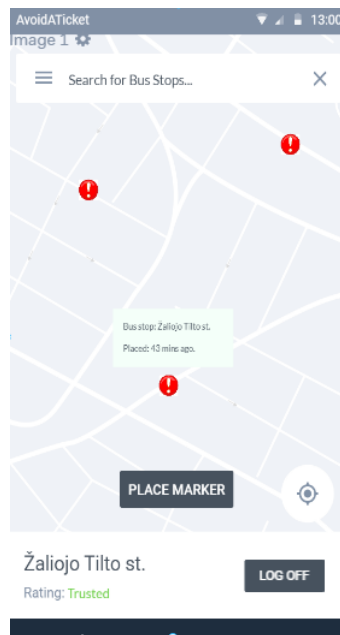 AvoidATicket 13:00
Image 1
Search for Bus Stops...
Bus stop: Žaliojo Tilto st.
Placed: 43 mins ago.
PLACE MARKER
Žaliojo Tilto st.
LOG OFF
Rating: Trusted